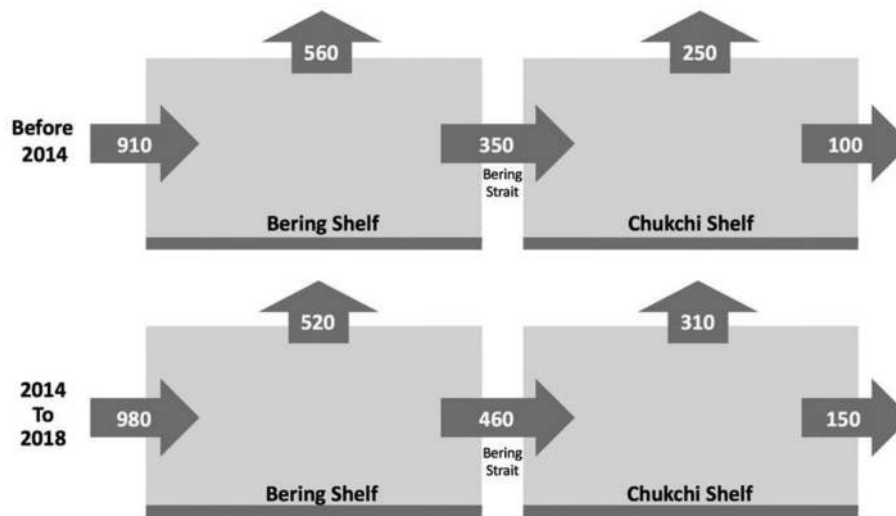 560
250
Before
2014
910
350
100
Bering
Strait
Bering Shelf
Chukchi Shelf
520
310
2014
To
2018
980
460
150
Bering
Strait
Bering Shelf
Chukchi Shelf